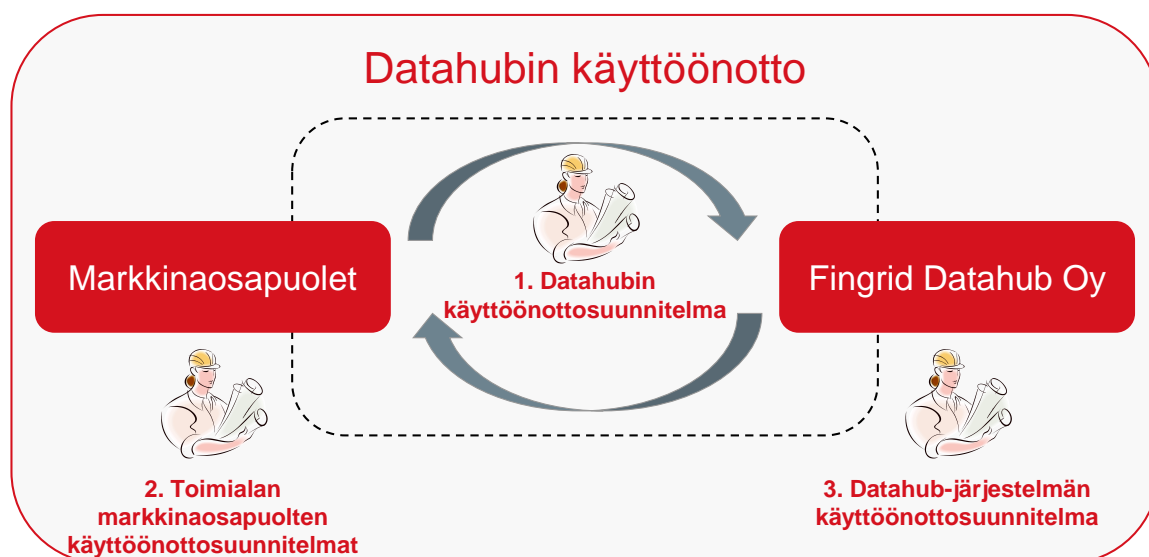 Datahubin käyttöönotto
Markkinaosapuolet
1. Datahubin
käyttöönottosuunnitelma
Fingrid Datahub Oy
2. Toimialan
markkinaosapuolten
käyttöönottosuunnitelmat
3. Datahub-järjestelmän
käyttöönottosuunnitelma